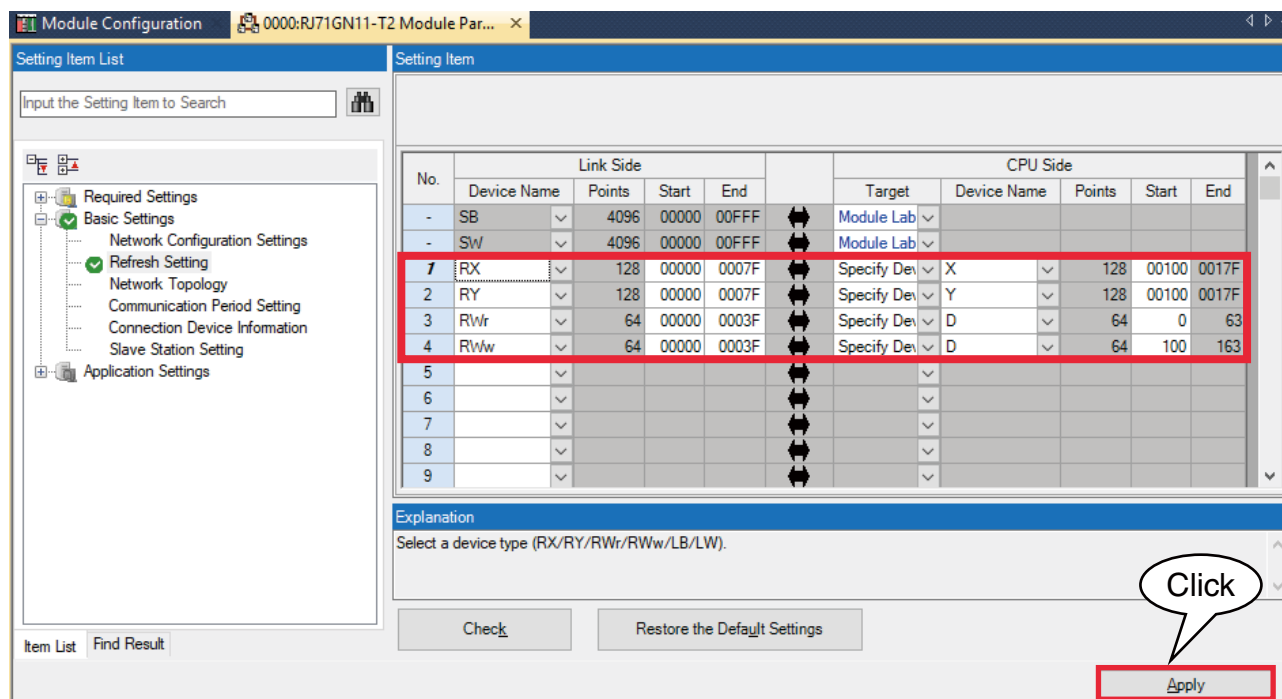 Module Configuration
0000:RJ71GN11-T2 Module Par... ×
Setting Item List
Input the Setting Item to Search
Required Settings
Basic Settings
Network Configuration Settings
Refresh Setting
Network Topology
Communication Period Setting
Connection Device Information
Slave Station Setting
Application Settings
Item List Find Result
Setting Item
No. Link Side CPU Side
Device Name Points Start End Target Device Name Points Start End
- SB 4096 00000 00FFF Module Lab
- SW 4096 00000 00FFF Module Lab
1 RX 128 00000 0007F Specify Dev X 128 00100 0017F
2 RY 128 00000 0007F Specify Dev Y 128 00100 0017F
3 RWr 64 00000 0003F Specify Dev D 64 0 63
4 RWw 64 00000 0003F Specify Dev D 64 100 163
5
6
7
8
9
Explanation
Select a device type (RX/RY/RWr/RWw/LB/LW).
Click
Check Restore the Default Settings
Apply